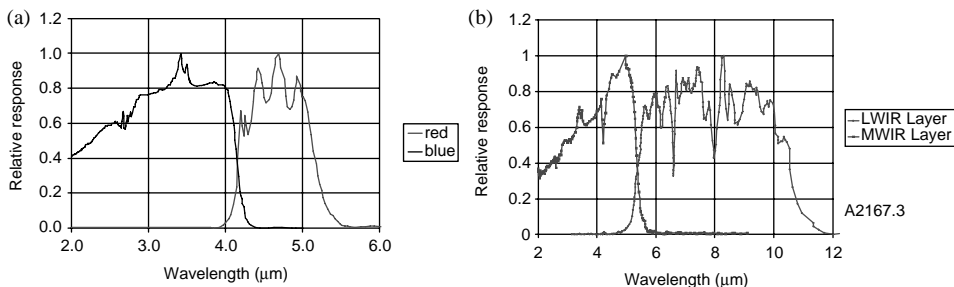 (a)
Relative response
1.0
0.8
0.6
0.4
0.2
0.0
2.0 3.0 4.0 5.0 6.0
Wavelength (μm)
red
blue
(b)
Relative response
1.2
1
0.8
0.6
0.4
0.2
0
2 4 6 8 10 12
Wavelength (μm)
LWIR Layer
MWIR Layer
A2167.3